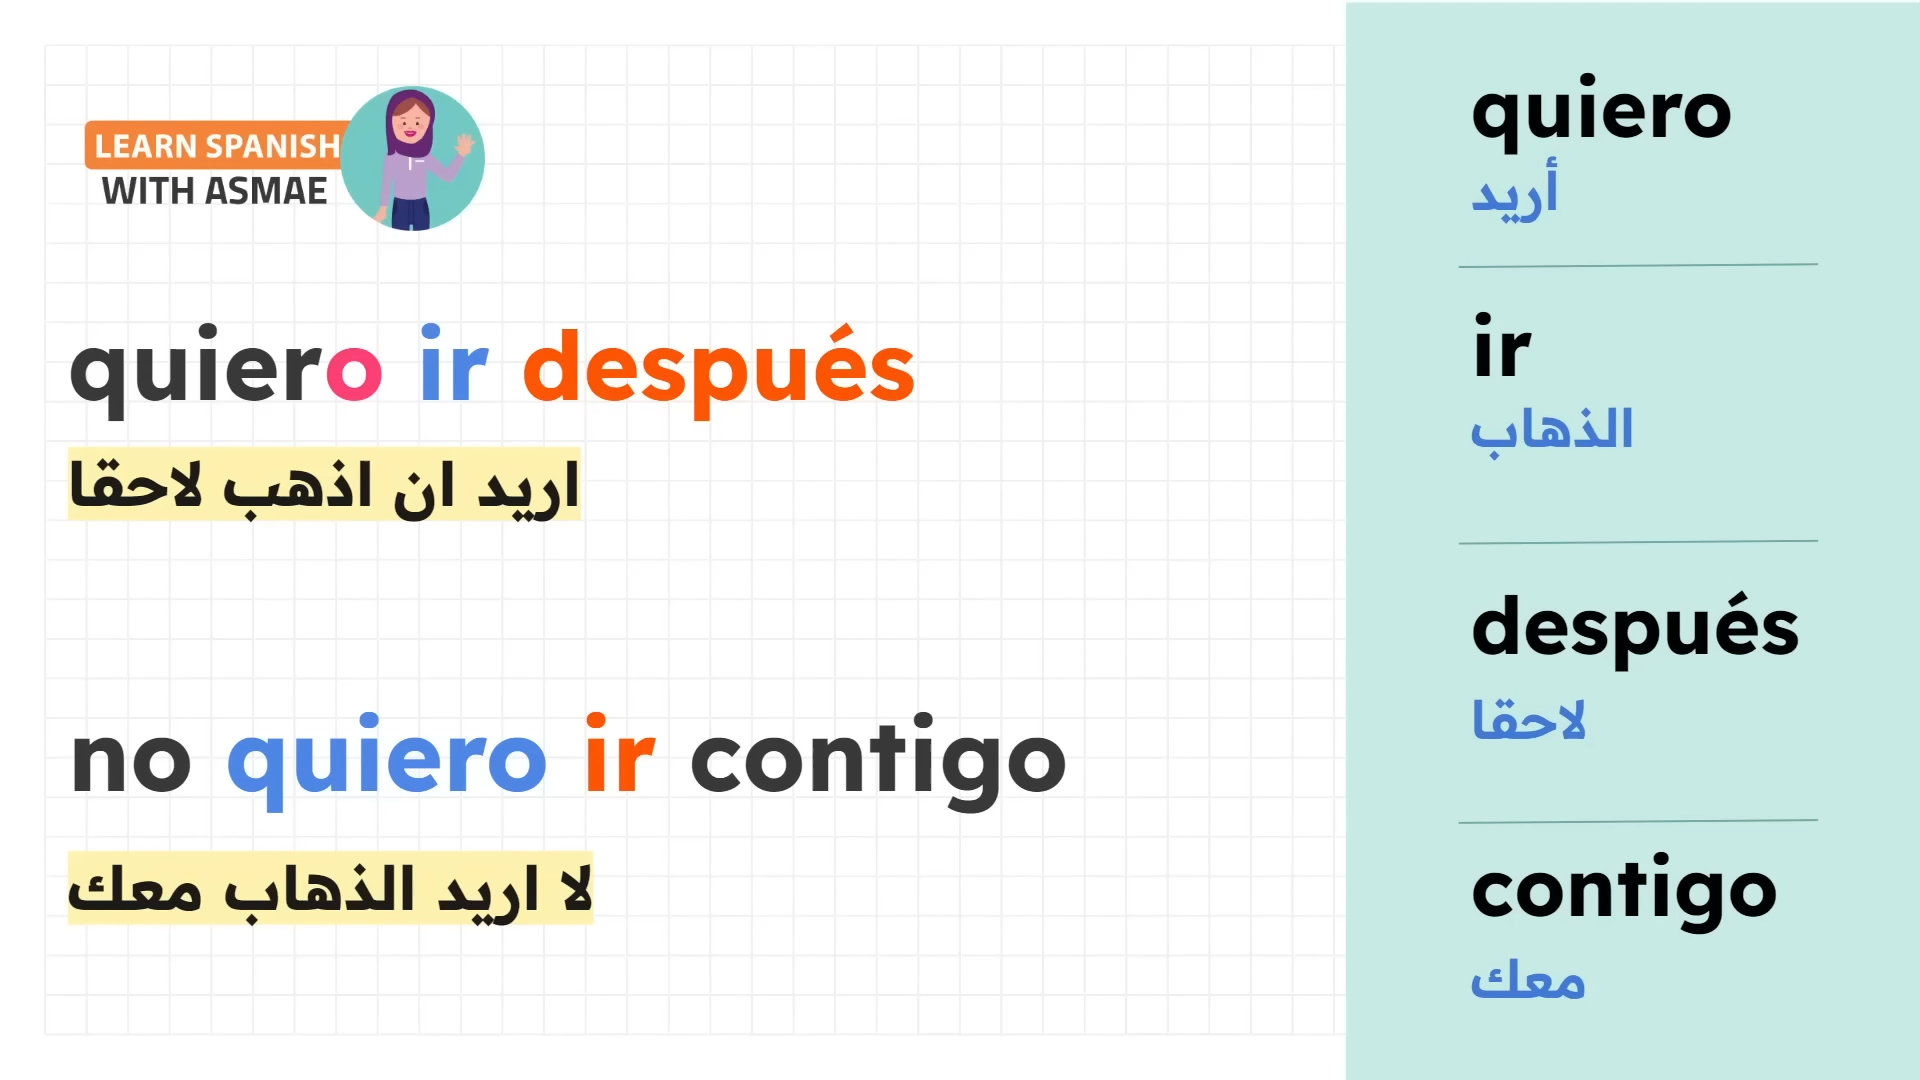 LEARN SPANISH
WITH ASMAE
quiero ir después
اريد ان اذهب لاحقا
no quiero ir contigo
لا اريد الذهاب معك
quiero
أريد
ir
الذهاب
después
لاحقا
contigo
معك